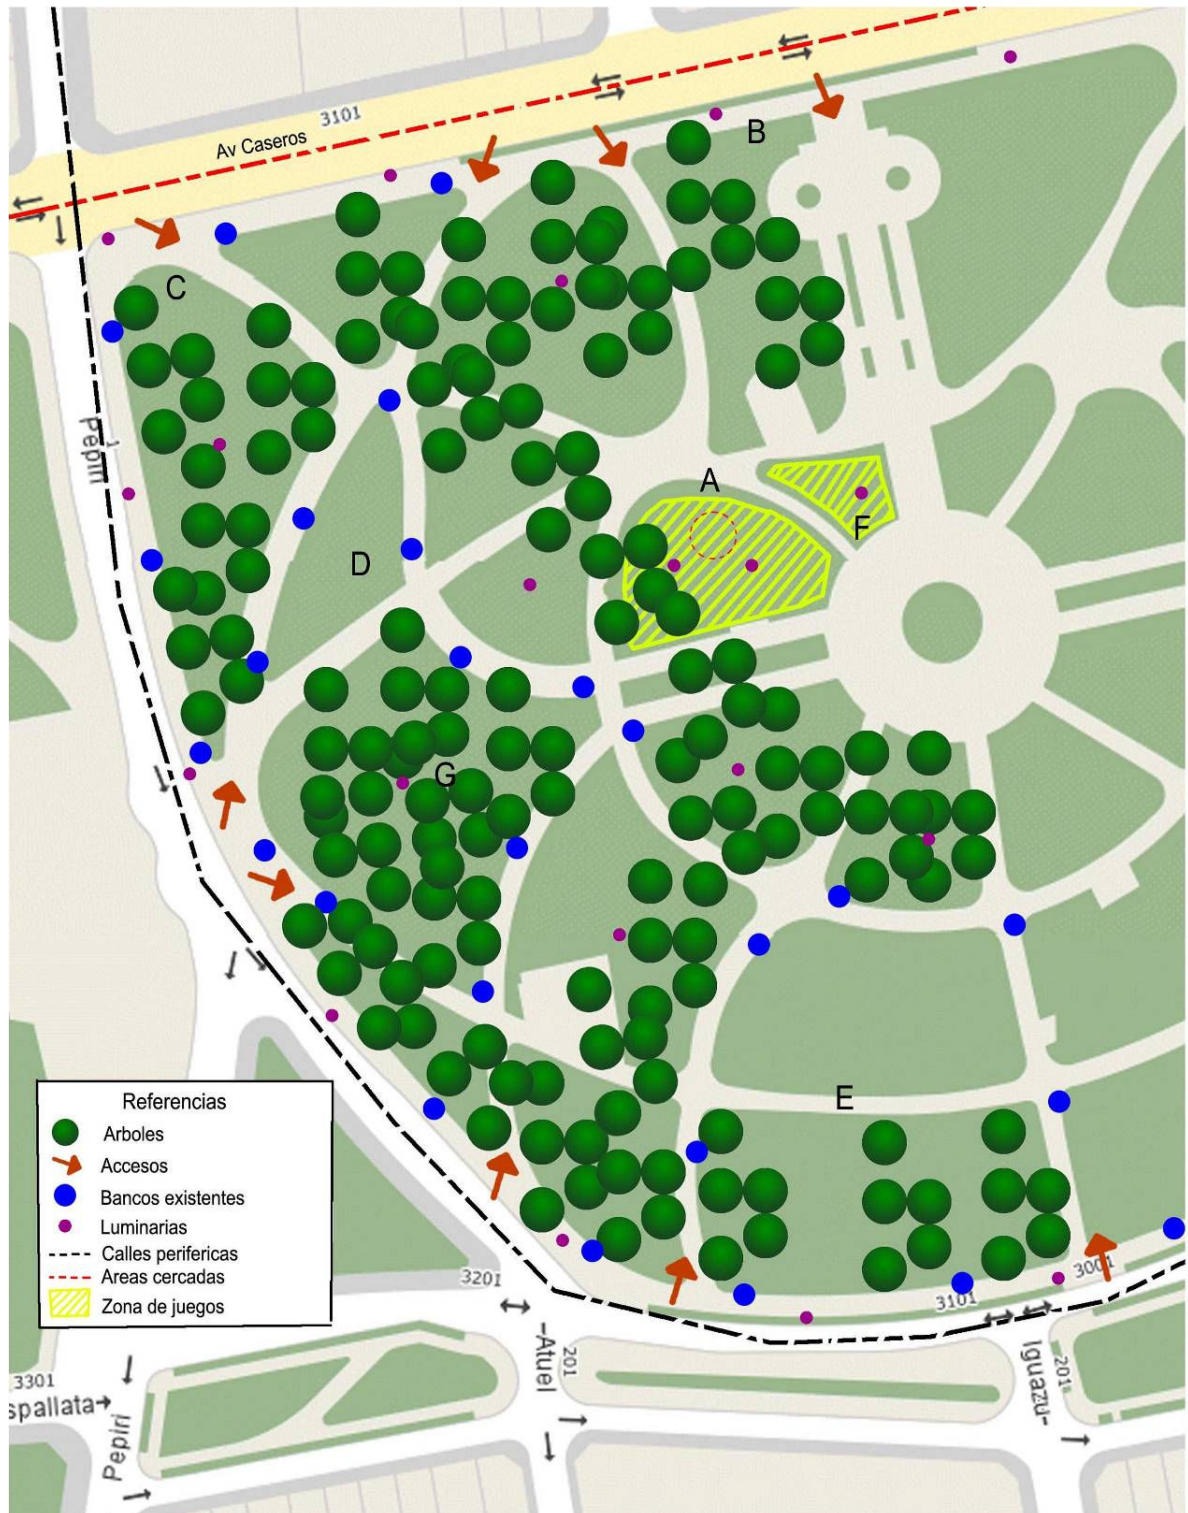 3101
Av Caseros
B
C
Pepiri
1
A
F
D
G
E
Referencias
Arboles
Accesos
Bancos existentes
Luminarias
Calles perifericas
Areas cercadas
Zona de juegos
3201
3101
3001
3301
spallata
Pepiri
-Atuel
201
Iguazu-
201